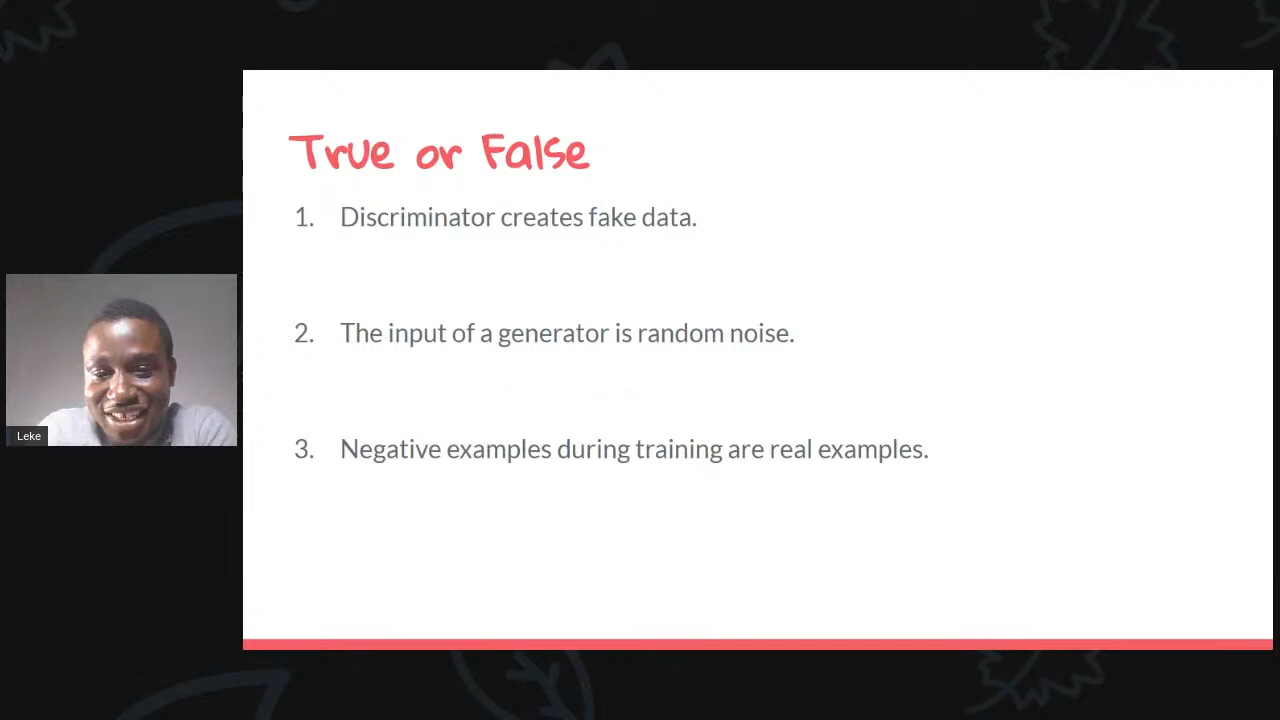 True or False
1. Discriminator creates fake data.
2. The input of a generator is random noise.
3. Negative examples during training are real examples.
Leke